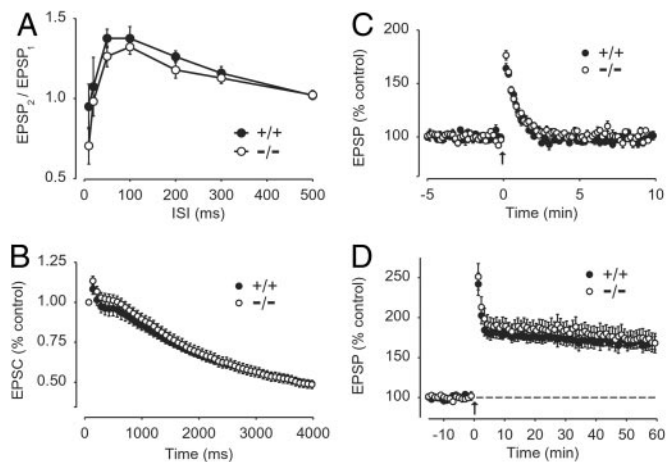 A
1.5
1.0
0.5
EPSP2 / EPSP1
+/+
-/-
0 100 200 300 400 500
ISI (ms)
B
1.25
1.00
0.75
0.50
EPSC (% control)
+/+
-/-
0 1000 2000 3000 4000
Time (ms)
C
200
150
100
EPSP (% control)
+/+
-/-
-5 0 5 10
Time (min)
D
250
200
150
100
EPSP (% control)
+/+
-/-
-10 0 10 20 30 40 50 60
Time (min)